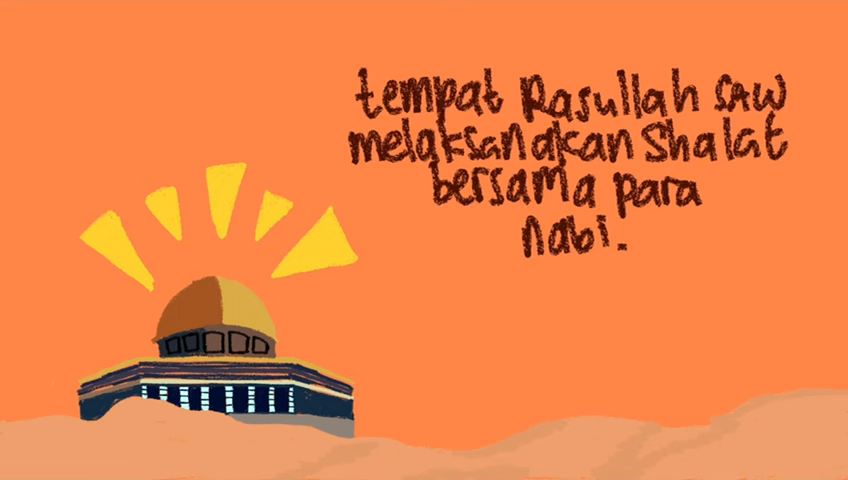 tempat Rasullah SAW
melaksanakan Shalat
bersama para
nabi.